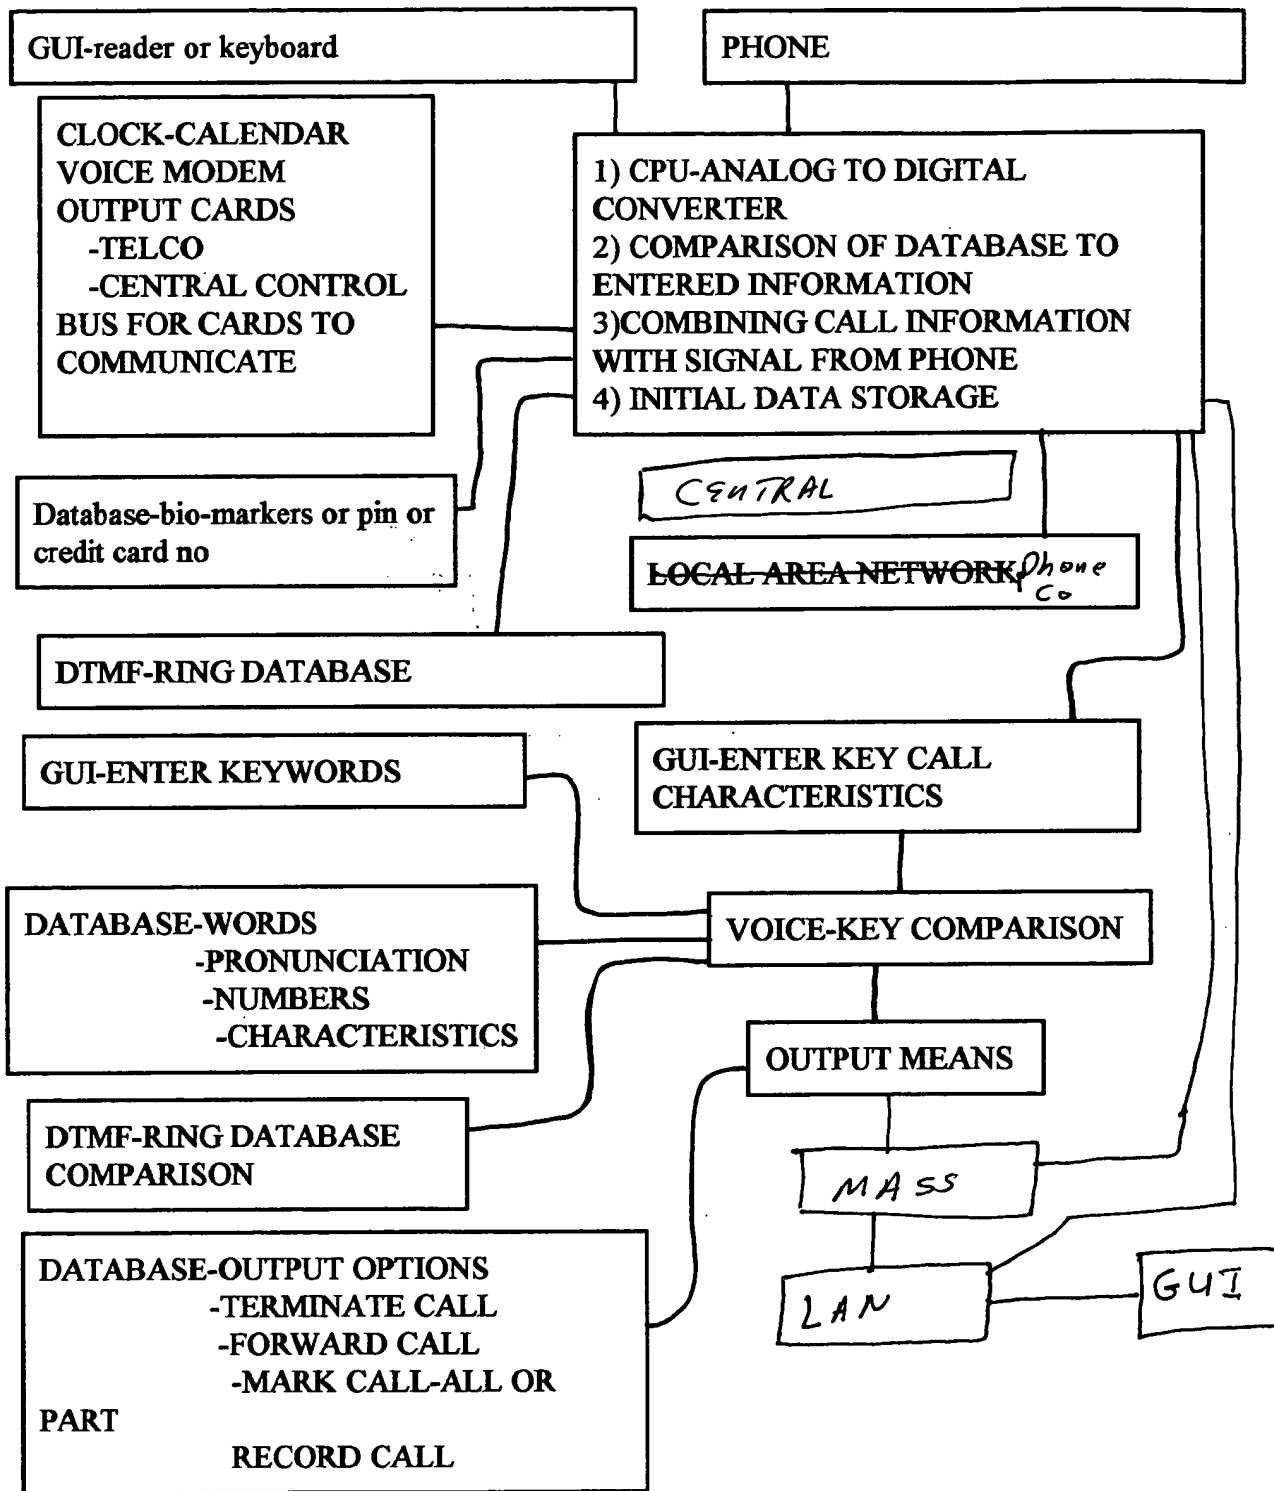 GUI-reader or keyboard
PHONE
CLOCK-CALENDAR
VOICE MODEM
OUTPUT CARDS
-TELCO
-CENTRAL CONTROL
BUS FOR CARDS TO
COMMUNICATE
1) CPU-ANALOG TO DIGITAL
CONVERTER
2) COMPARISON OF DATABASE TO
ENTERED INFORMATION
3)COMBINING CALL INFORMATION
WITH SIGNAL FROM PHONE
4) INITIAL DATA STORAGE
CENTRAL
Database-bio-markers or pin or
credit card no
LOCAL AREA NETWORK Phone
Co
DTMF-RING DATABASE
GUI-ENTER KEYWORDS
GUI-ENTER KEY CALL
CHARACTERISTICS
DATABASE-WORDS
-PRONUNCIATION
-NUMBERS
-CHARACTERISTICS
VOICE-KEY COMPARISON
OUTPUT MEANS
DTMF-RING DATABASE
COMPARISON
MASS
DATABASE-OUTPUT OPTIONS
-TERMINATE CALL
-FORWARD CALL
-MARK CALL-ALL OR
PART
RECORD CALL
LAN
GUI